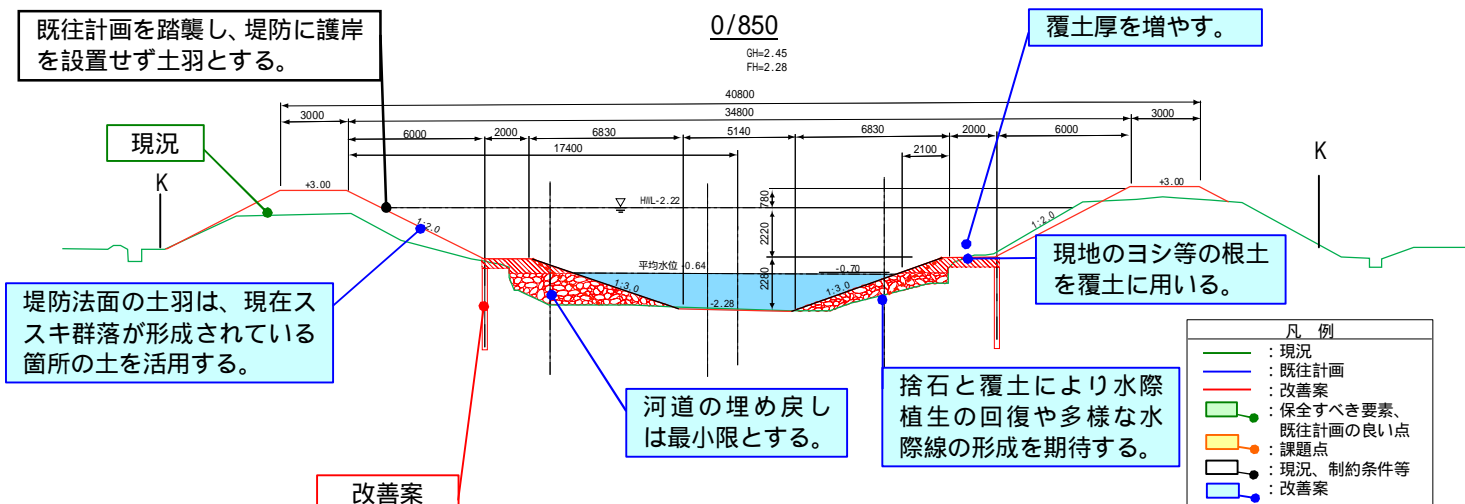 0/850
GH=2.45
FH=2.28
既往計画を踏襲し、堤防に護岸
を設置せず土羽とする。
覆土厚を増やす。
現況
40800
34800
3000
6000
2000
6830
5140
6830
2000
6000
3000
17400
2100
K
K
+3.00
+3.00
HWL-2.22
780
2220
2280
1:2.0
1:2.0
平均水位 -0.64
-0.70
1:3.0
1:3.0
-2.28
現地のヨシ等の根土
を覆土に用いる。
堤防法面の土羽は、現在ス
スキ群落が形成されている
箇所の土を活用する。
河道の埋め戻し
は最小限とする。
捨石と覆土により水際
植生の回復や多様な水
際線の形成を期待する。
改善案
凡 例
：現況
：既往計画
：改善案
：保全すべき要素、
既往計画の良い点
：課題点
：現況、制約条件等
：改善案